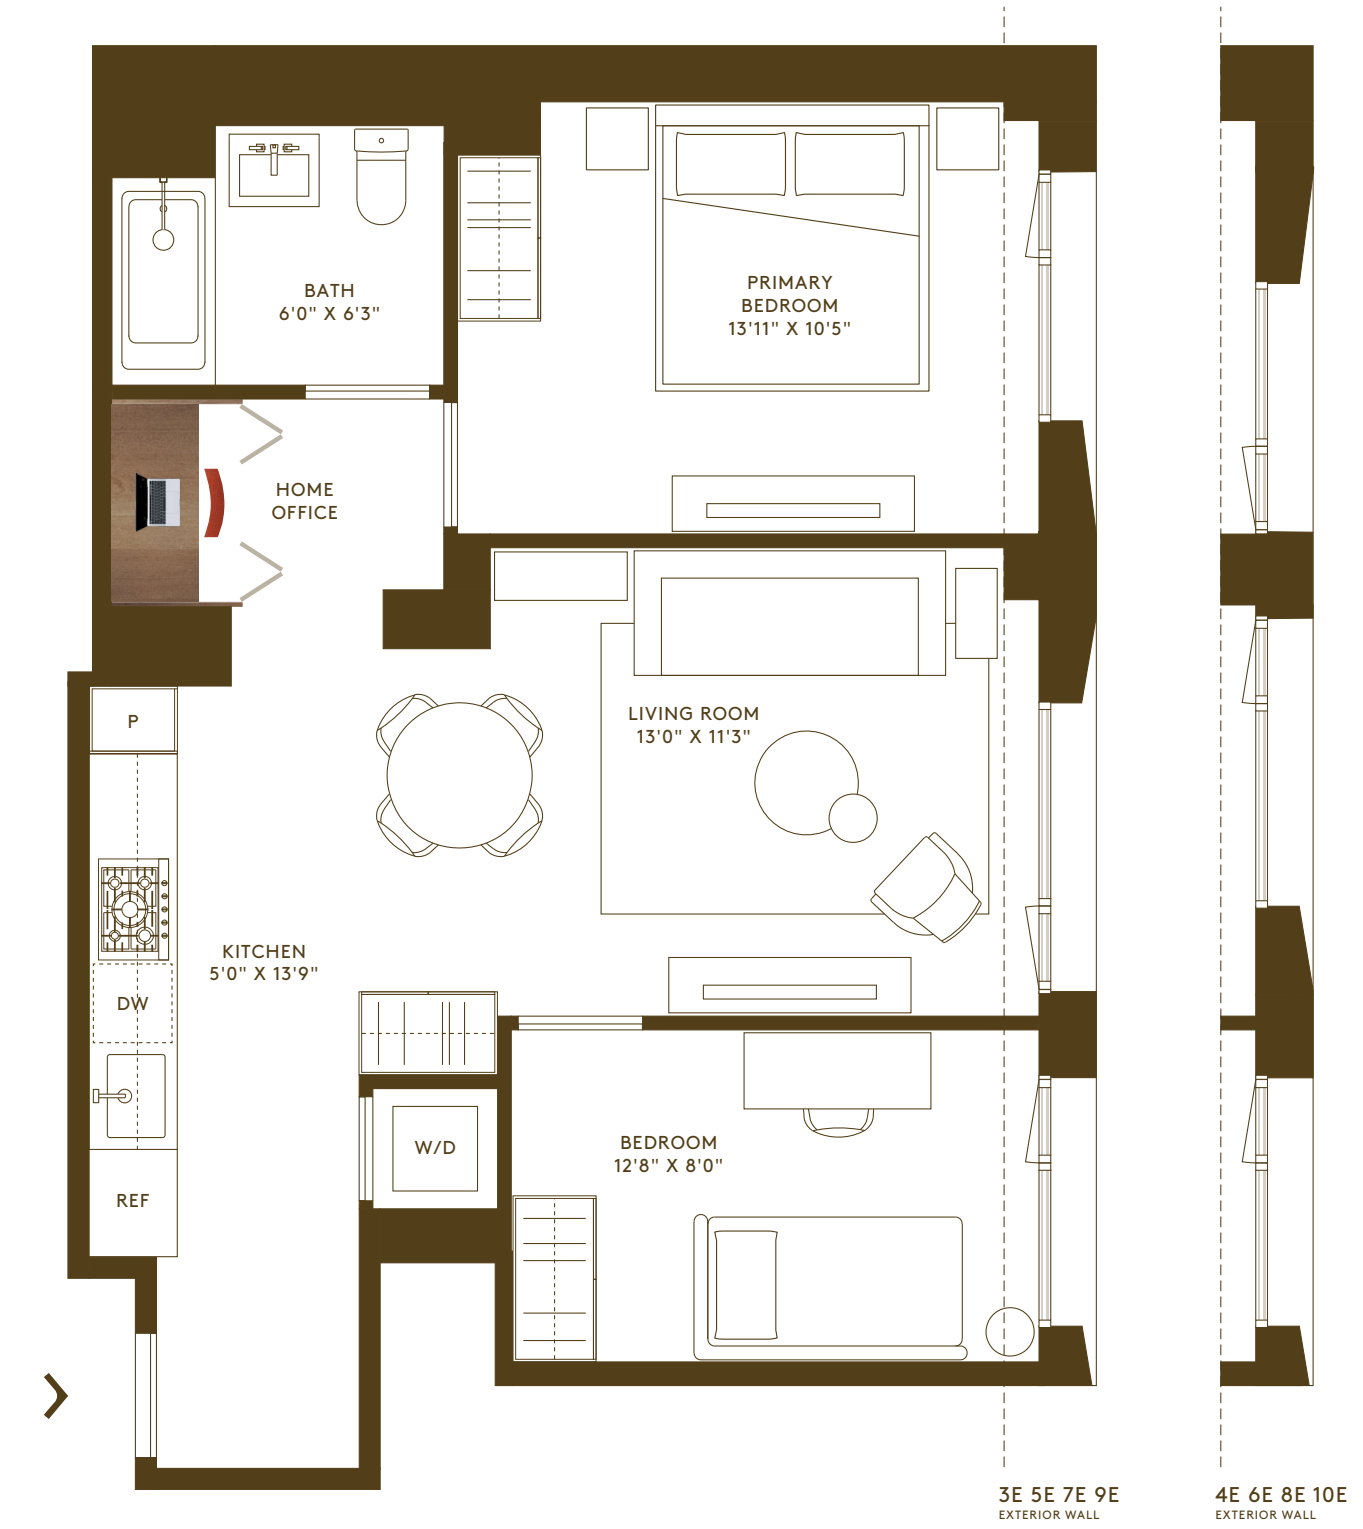 BATH
6'0" X 6'3"
PRIMARY
BEDROOM
13'11" X 10'5"
HOME
OFFICE
P
LIVING ROOM
13'0" X 11'3"
KITCHEN
5'0" X 13'9"
DW
W/D
BEDROOM
12'8" X 8'0"
REF
3E 5E 7E 9E
EXTERIOR WALL
4E 6E 8E 10E
EXTERIOR WALL